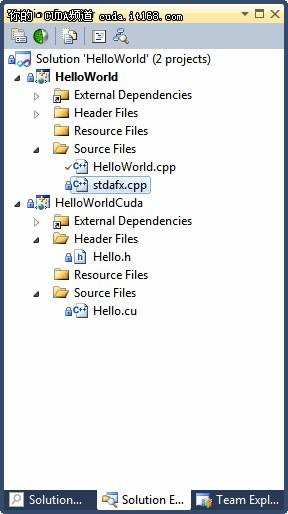 你的·CUDA频道 cuda.it168.com
Solution 'HelloWorld' (2 projects)
HelloWorld
External Dependencies
Header Files
Resource Files
Source Files
HelloWorld.cpp
stdafx.cpp
HelloWorldCuda
External Dependencies
Header Files
Hello.h
Resource Files
Source Files
Hello.cu
Solution... Solution E... Team Expl...